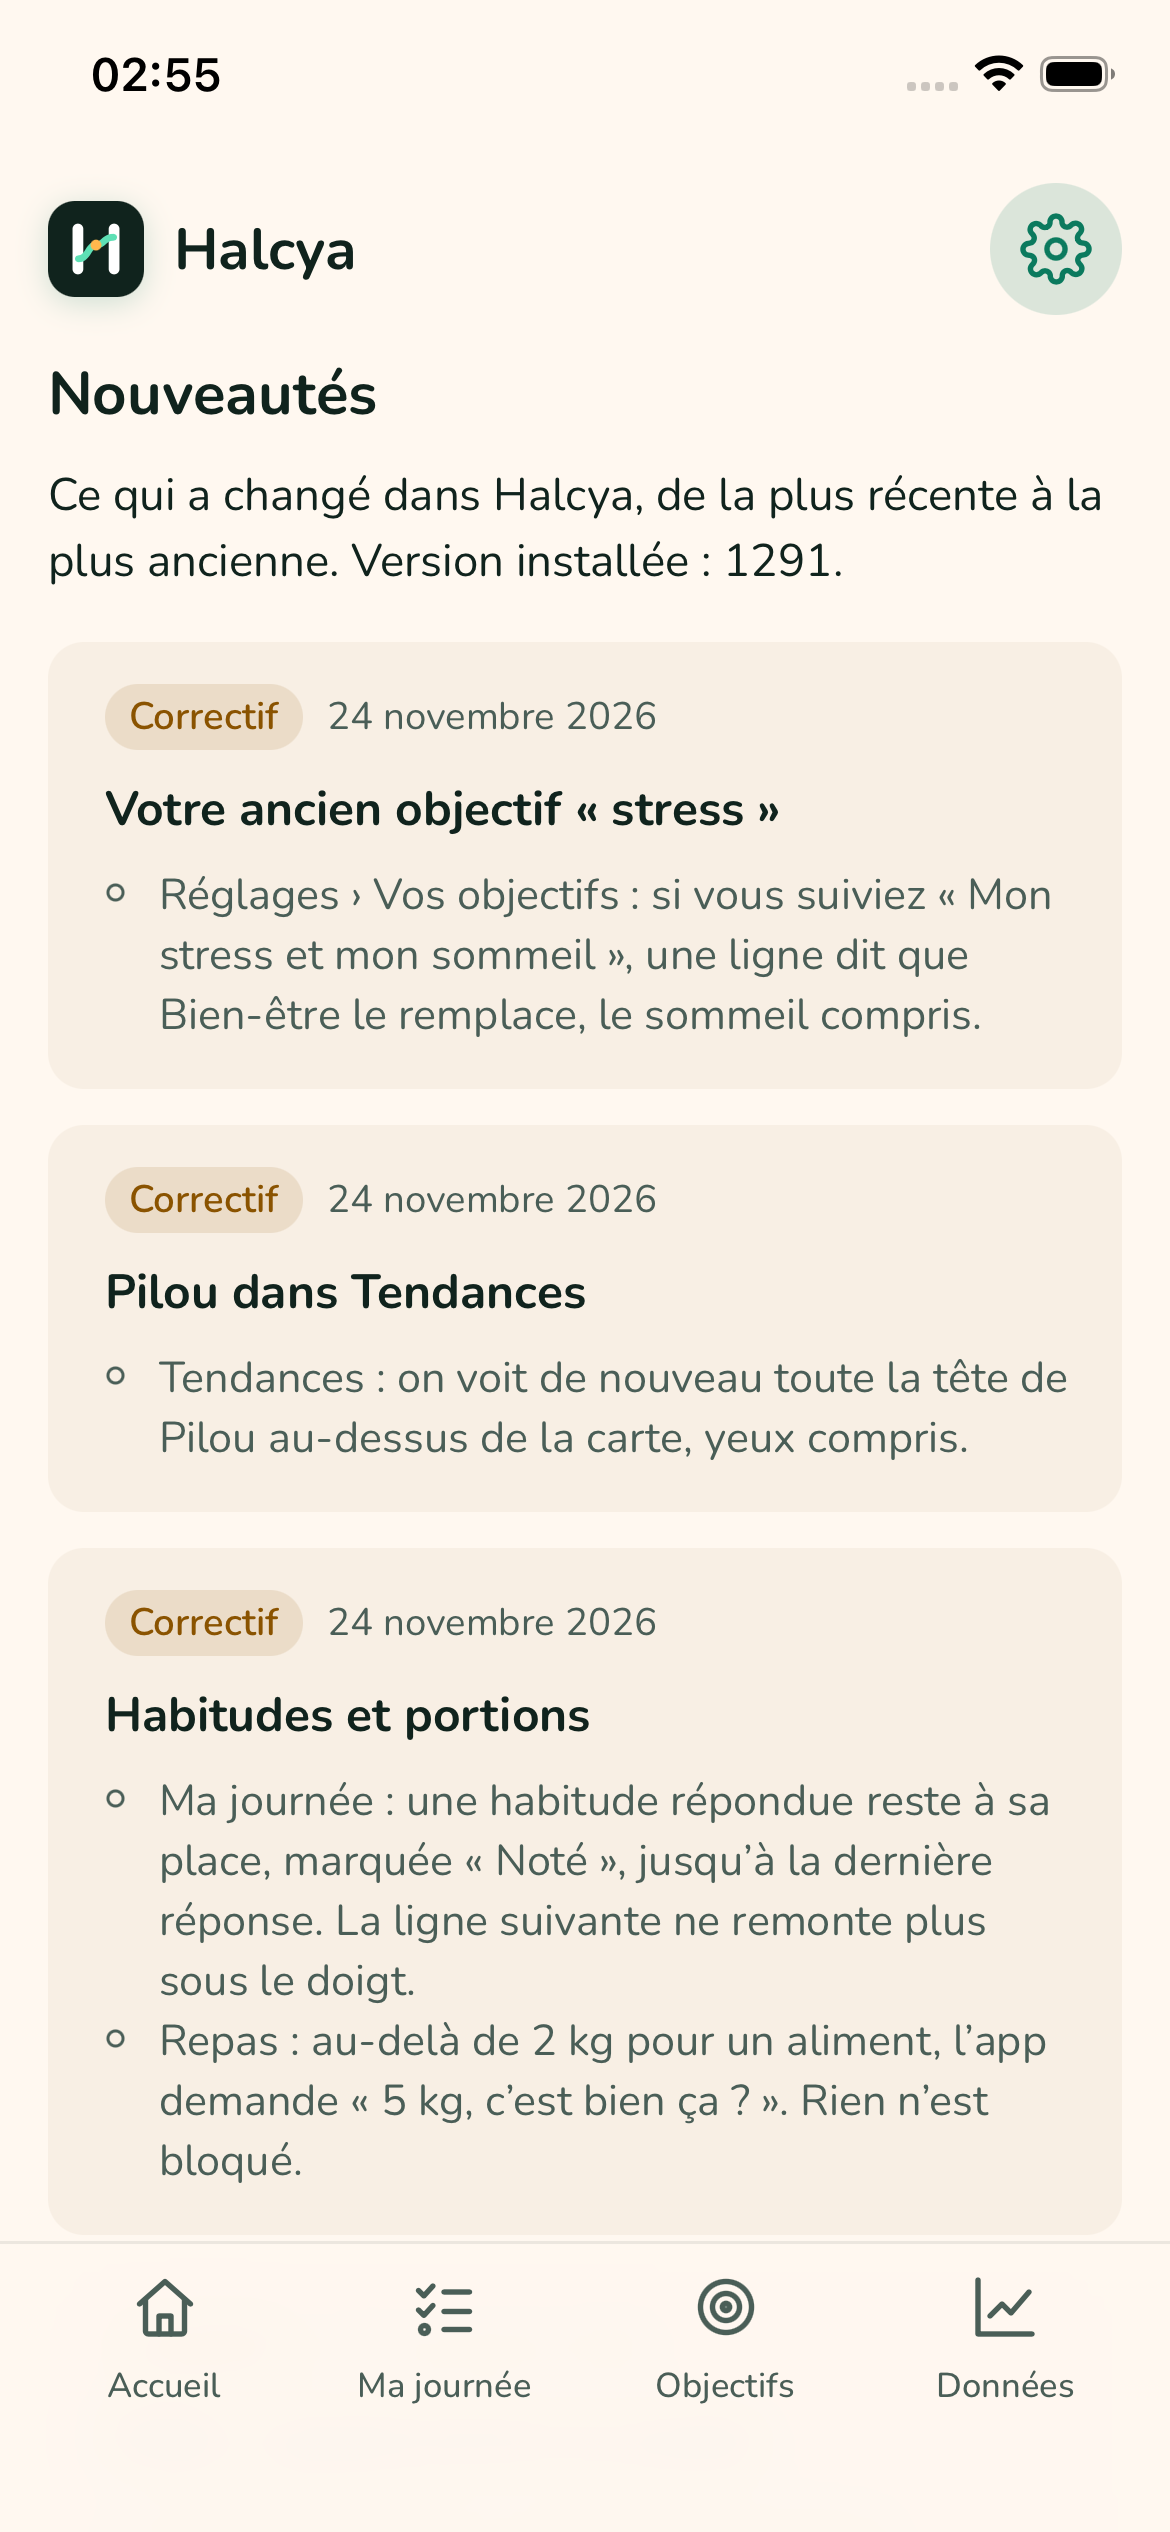 02:55
Halcya
Nouveautés
Ce qui a changé dans Halcya, de la plus récente à la
plus ancienne. Version installée : 1291.
Correctif 24 novembre 2026
Votre ancien objectif « stress »
Réglages › Vos objectifs : si vous suiviez « Mon
stress et mon sommeil », une ligne dit que
Bien-être le remplace, le sommeil compris.
Correctif 24 novembre 2026
Pilou dans Tendances
Tendances : on voit de nouveau toute la tête de
Pilou au-dessus de la carte, yeux compris.
Correctif 24 novembre 2026
Habitudes et portions
Ma journée : une habitude répondue reste à sa
place, marquée « Noté », jusqu’à la dernière
réponse. La ligne suivante ne remonte plus
sous le doigt.
Repas : au-delà de 2 kg pour un aliment, l’app
demande « 5 kg, c’est bien ça ? ». Rien n’est
bloqué.
Accueil Ma journée Objectifs Données